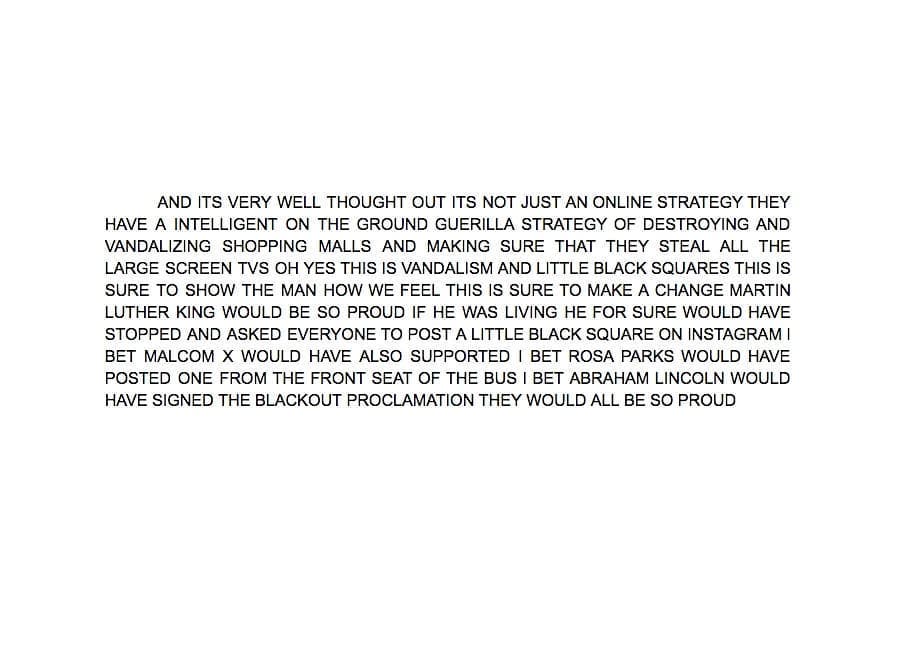 AND ITS VERY WELL THOUGHT OUT ITS NOT JUST AN ONLINE STRATEGY THEY
HAVE A INTELLIGENT ON THE GROUND GUERILLA STRATEGY OF DESTROYING AND
VANDALIZING SHOPPING MALLS AND MAKING SURE THAT THEY STEAL ALL THE
LARGE SCREEN TVS OH YES THIS IS VANDALISM AND LITTLE BLACK SQUARES THIS IS
SURE TO SHOW THE MAN HOW WE FEEL THIS IS SURE TO MAKE A CHANGE MARTIN
LUTHER KING WOULD BE SO PROUD IF HE WAS LIVING HE FOR SURE WOULD HAVE
STOPPED AND ASKED EVERYONE TO POST A LITTLE BLACK SQUARE ON INSTAGRAM I
BET MALCOM X WOULD HAVE ALSO SUPPORTED I BET ROSA PARKS WOULD HAVE
POSTED ONE FROM THE FRONT SEAT OF THE BUS I BET ABRAHAM LINCOLN WOULD
HAVE SIGNED THE BLACKOUT PROCLAMATION THEY WOULD ALL BE SO PROUD